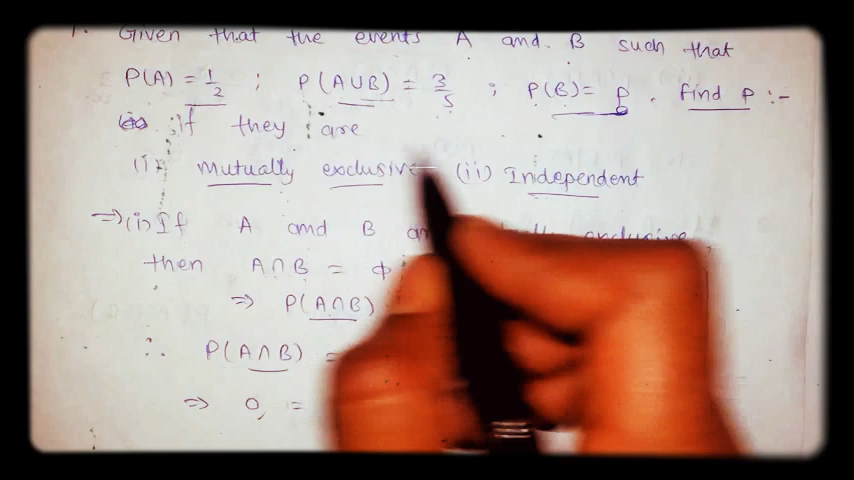 1. Given that the events A and B such that
P(A) = 1/2 ; P(A∪B) = 3/5 ; P(B) = p . find p :-
if they are
(i) Mutually exclusive (ii) Independent
⇒ (i) If A and B exclusive
then A∩B = ϕ
⇒ P(A∩B)
∴ P(A∩B) =
⇒ 0, =